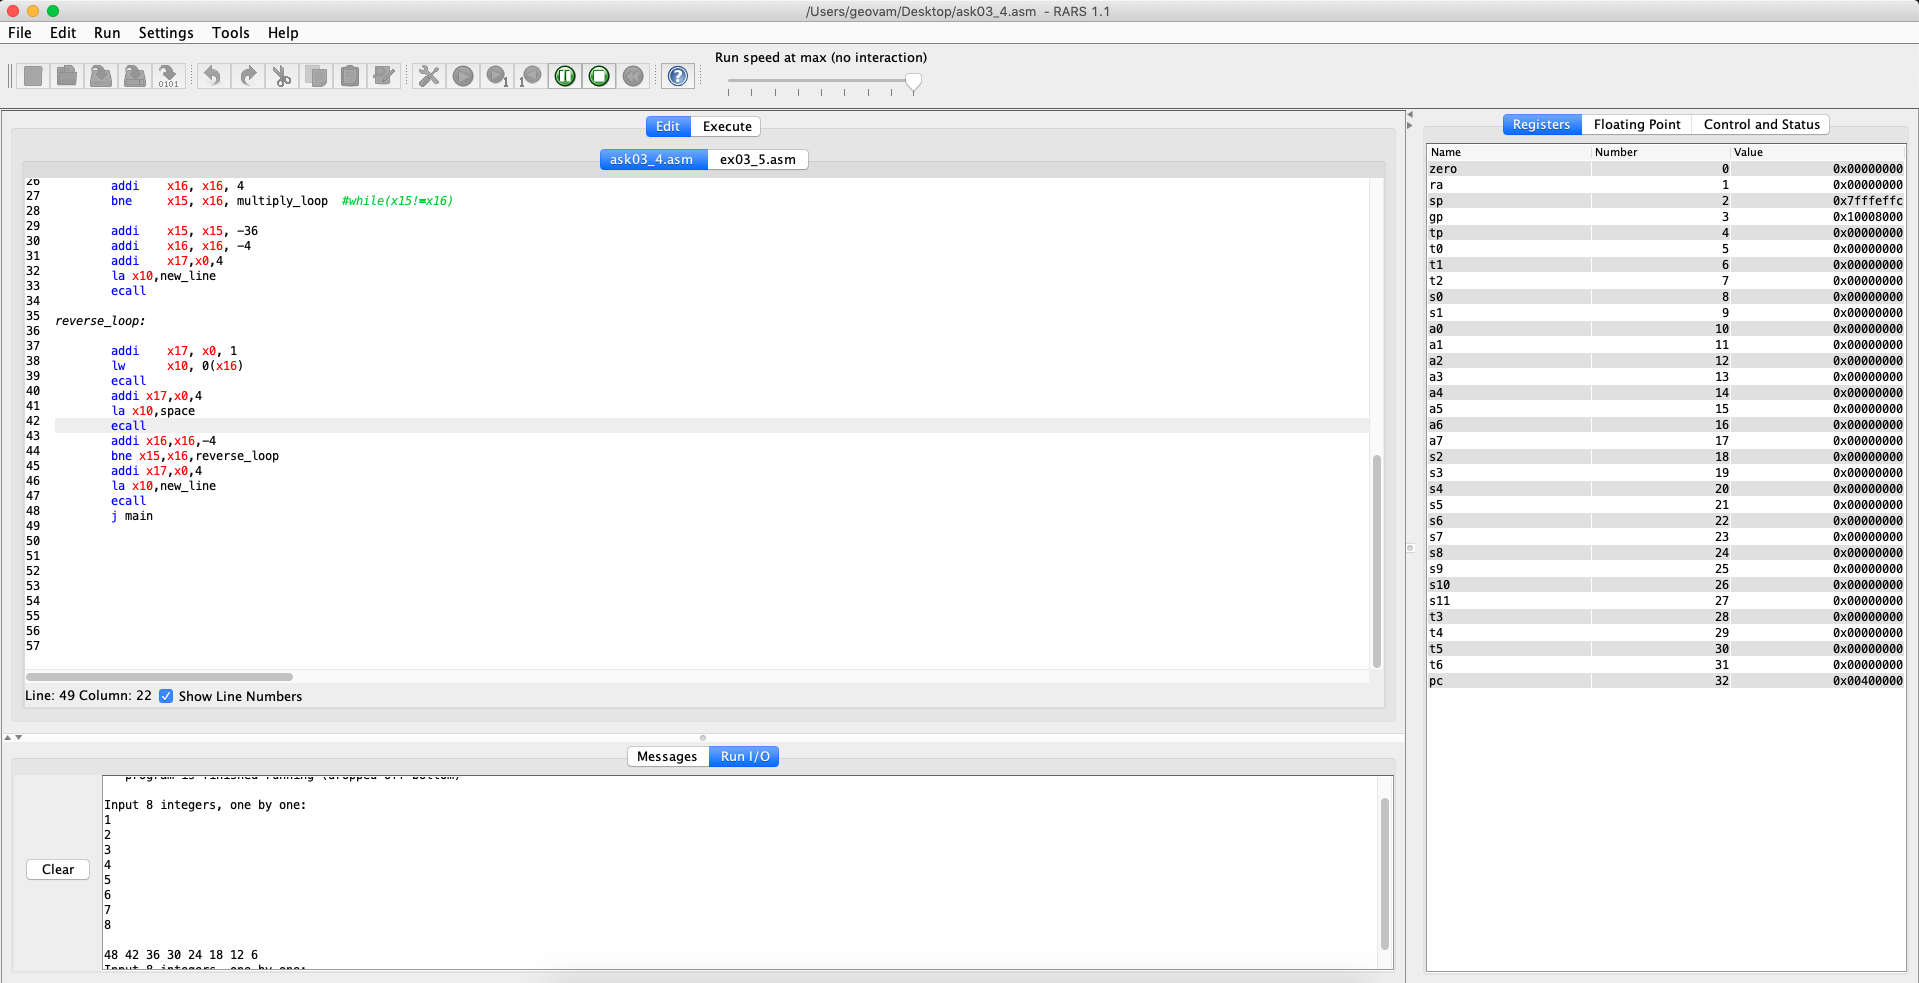 /Users/geovam/Desktop/ask03_4.asm - RARS 1.1
File Edit Run Settings Tools Help
Run speed at max (no interaction)
Edit Execute
ask03_4.asm ex03_5.asm
26 addi x16, x16, 4
27 bne x15, x16, multiply_loop #while(x15!=x16)
28
29 addi x15, x15, -36
30 addi x16, x16, -4
31 addi x17,x0,4
32 la x10,new_line
33 ecall
34
35 reverse_loop:
36
37 addi x17, x0, 1
38 lw x10, 0(x16)
39 ecall
40 addi x17,x0,4
41 la x10,space
42 ecall
43 addi x16,x16,-4
44 bne x15,x16,reverse_loop
45 addi x17,x0,4
46 la x10,new_line
47 ecall
48 j main
49
50
51
52
53
54
55
56
57
Line: 49 Column: 22 Show Line Numbers
Messages Run I/O
Clear
program is finished running (dropped off bottom)
Input 8 integers, one by one:
1
2
3
4
5
6
7
8
48 42 36 30 24 18 12 6
Input 8 integers, one by one:
Registers Floating Point Control and Status
Name Number Value
zero 0 0x00000000
ra 1 0x00000000
sp 2 0x7fffeffc
gp 3 0x10008000
tp 4 0x00000000
t0 5 0x00000000
t1 6 0x00000000
t2 7 0x00000000
s0 8 0x00000000
s1 9 0x00000000
a0 10 0x00000000
a1 11 0x00000000
a2 12 0x00000000
a3 13 0x00000000
a4 14 0x00000000
a5 15 0x00000000
a6 16 0x00000000
a7 17 0x00000000
s2 18 0x00000000
s3 19 0x00000000
s4 20 0x00000000
s5 21 0x00000000
s6 22 0x00000000
s7 23 0x00000000
s8 24 0x00000000
s9 25 0x00000000
s10 26 0x00000000
s11 27 0x00000000
t3 28 0x00000000
t4 29 0x00000000
t5 30 0x00000000
t6 31 0x00000000
pc 32 0x00400000